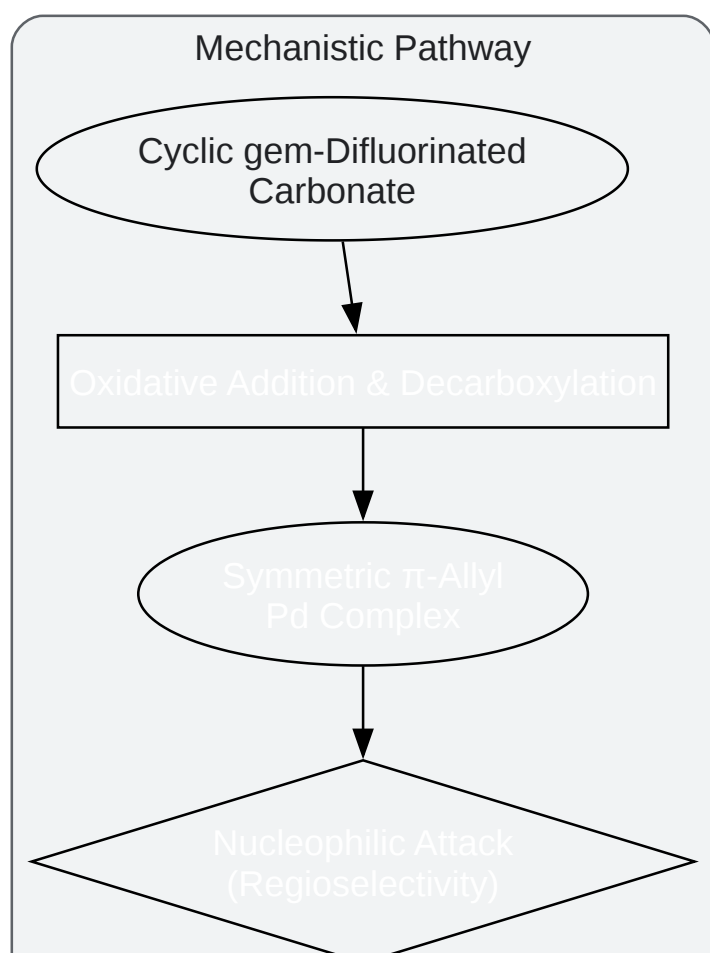 Mechanistic Pathway
Cyclic gem-Difluorinated
Carbonate
Oxidative Addition & Decarboxylation
Symmetric π-Allyl
Pd Complex
Nucleophilic Attack
(Regioselectivity)